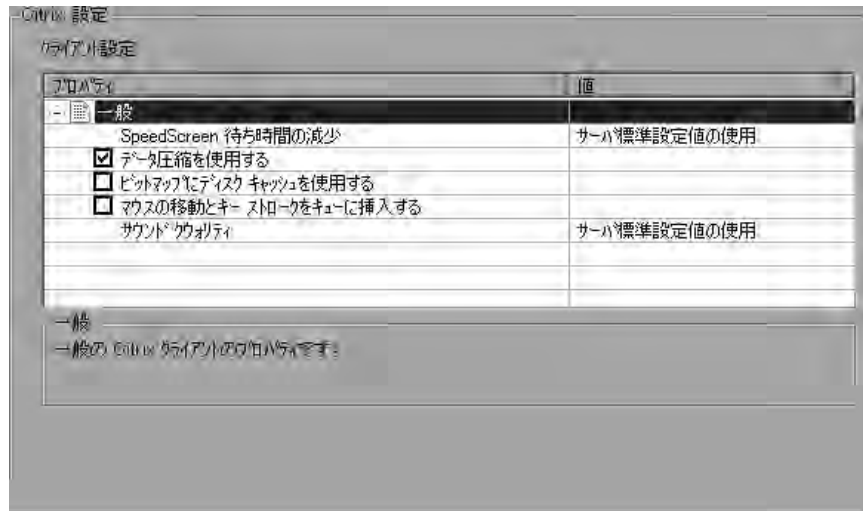 Citrix 設定
クライアント設定
プロパティ 値
一般
SpeedScreen 待ち時間の減少 サーバ標準設定値の使用
データ圧縮を使用する
ビットマップにディスク キャッシュを使用する
マウスの移動とキー ストロークをキューに挿入する
サウンド クウォリティ サーバ標準設定値の使用
一般
一般の Citrix クライアントのプロパティです。